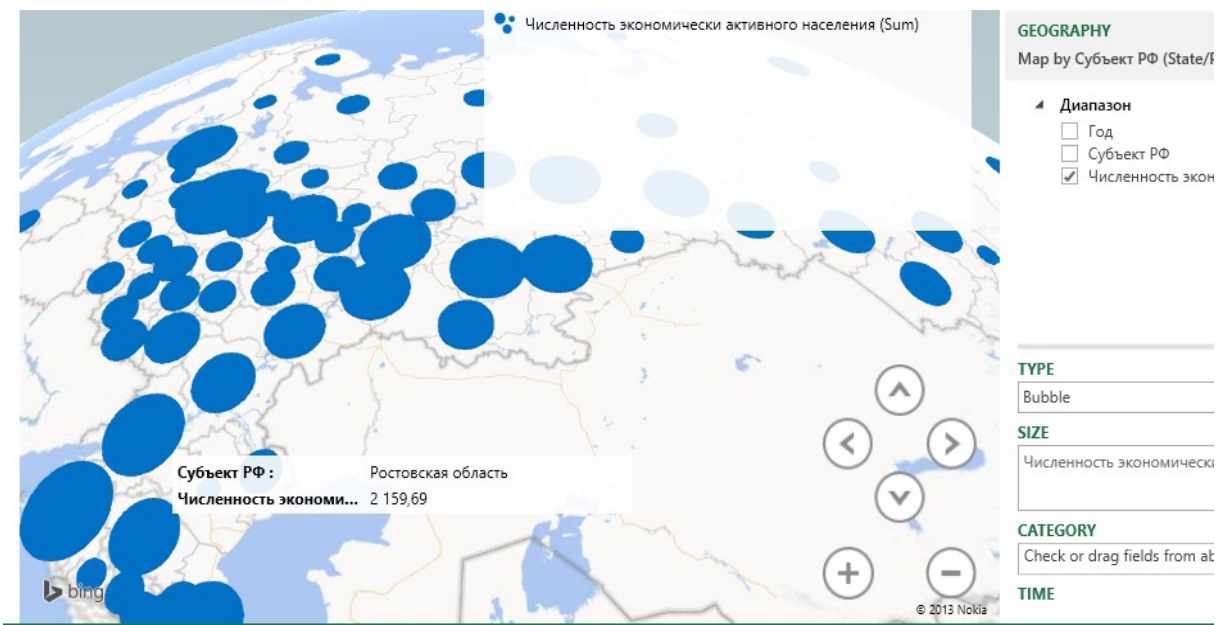 Численность экономически активного населения (Sum)
GEOGRAPHY
Map by Субъект РФ (State/P
Диапазон
Год
Субъект РФ
Численность экон
TYPE
Bubble
SIZE
Численность экономически
CATEGORY
Check or drag fields from ab
TIME
Субъект РФ : Ростовская область
Численность экономи... 2 159,69
bing
© 2013 Nokia